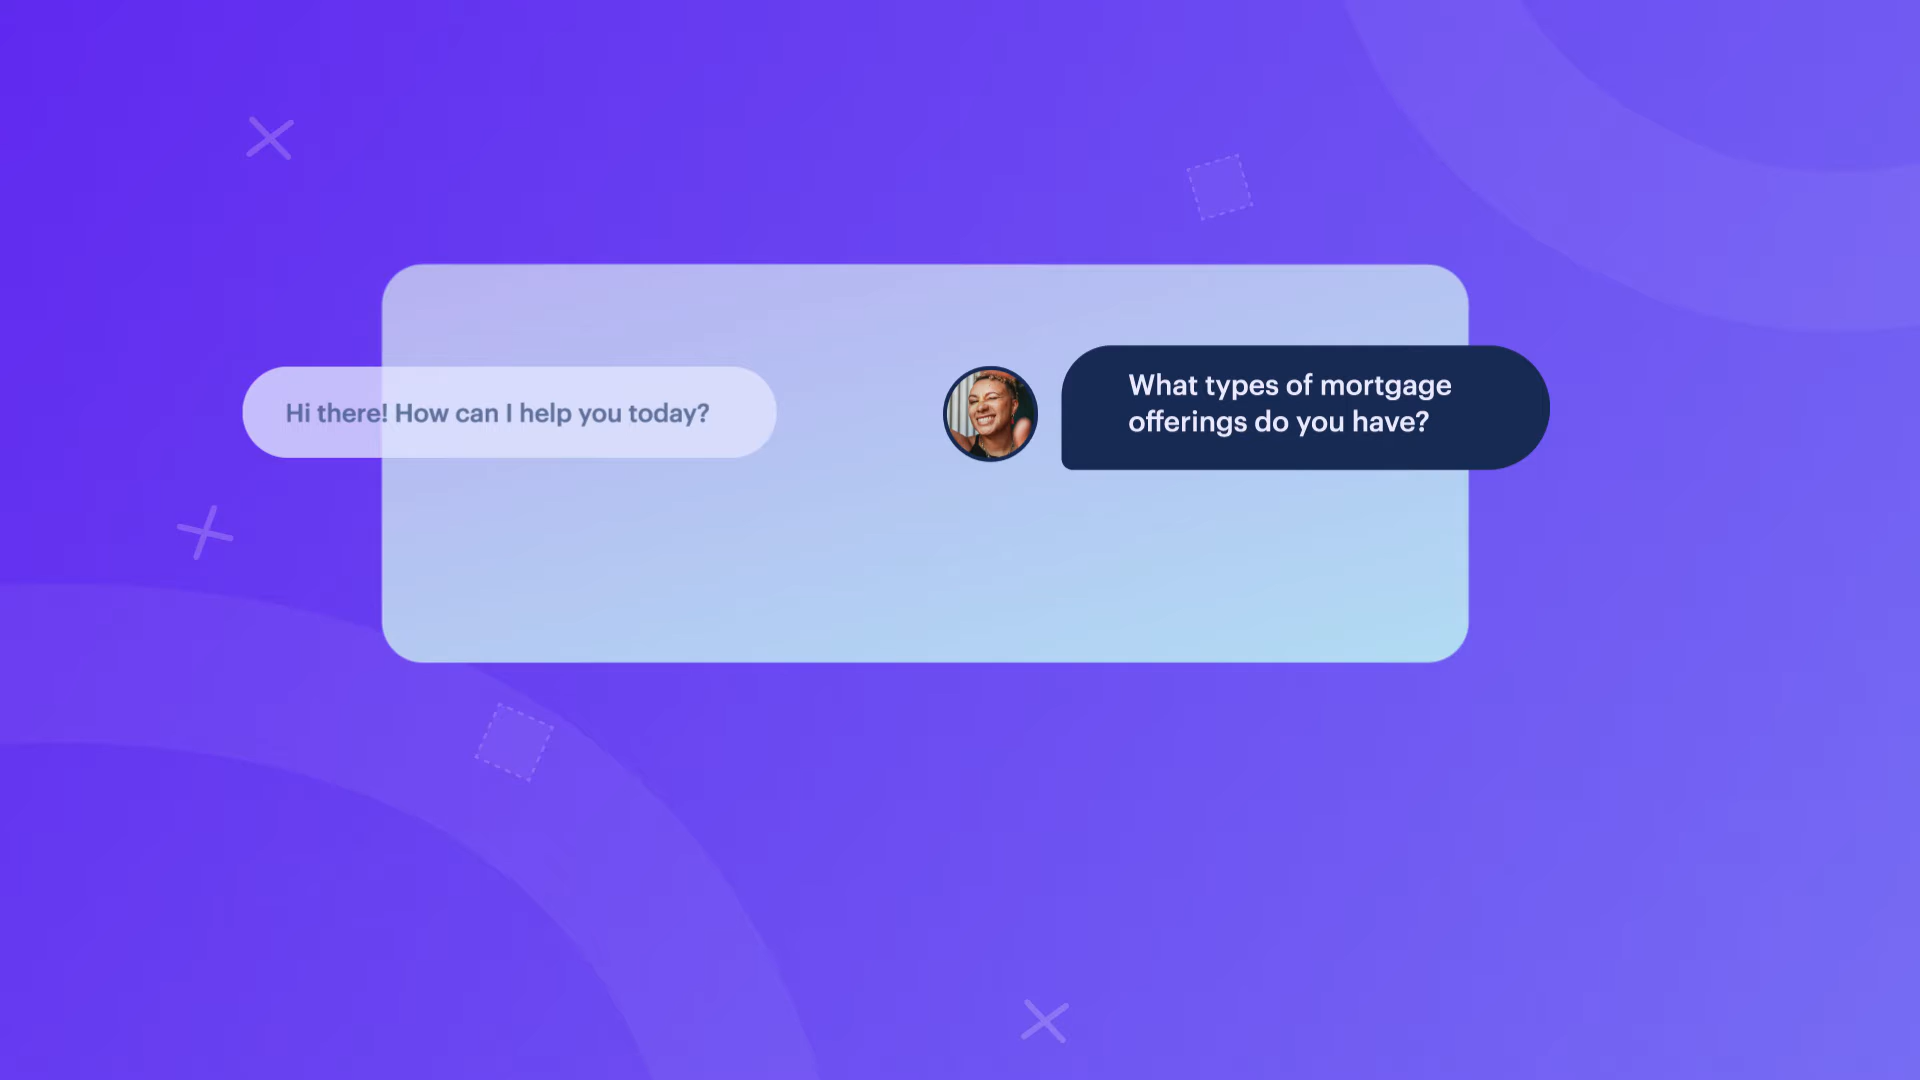 Hi there! How can I help you today?
What types of mortgage
offerings do you have?